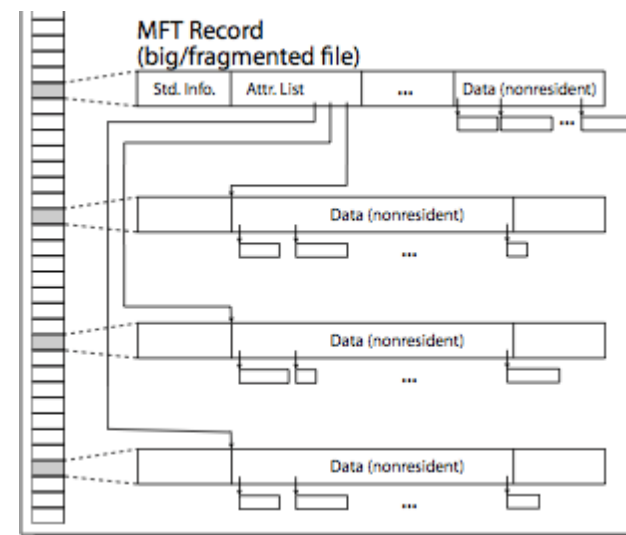 MFT Record
(big/fragmented file)
Std. Info. Attr. List ... Data (nonresident)
...
Data (nonresident)
...
Data (nonresident)
...
Data (nonresident)
...